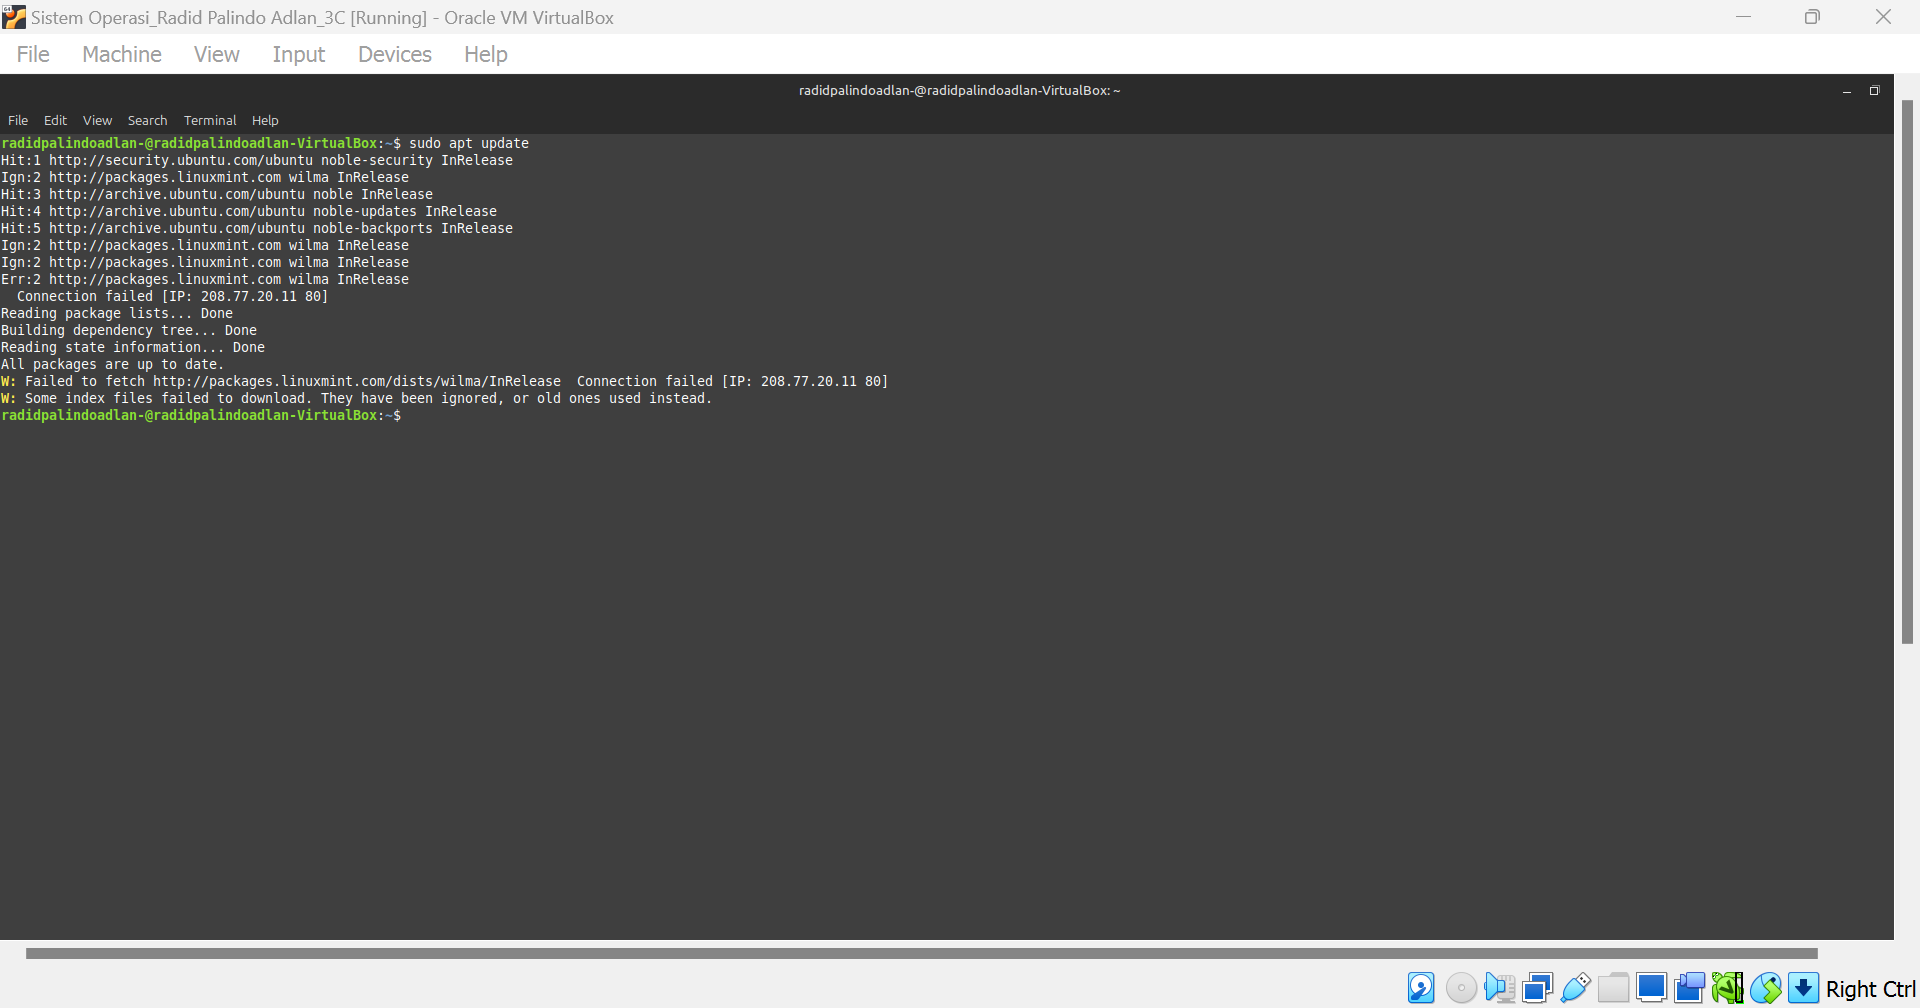 Sistem Operasi_Radid Palindo Adlan_3C [Running] - Oracle VM VirtualBox
File Machine View Input Devices Help
radidpalindoadlan-@radidpalindoadlan-VirtualBox: ~
File Edit View Search Terminal Help
radidpalindoadlan-@radidpalindoadlan-VirtualBox:~$ sudo apt update
Hit:1 http://security.ubuntu.com/ubuntu noble-security InRelease
Ign:2 http://packages.linuxmint.com wilma InRelease
Hit:3 http://archive.ubuntu.com/ubuntu noble InRelease
Hit:4 http://archive.ubuntu.com/ubuntu noble-updates InRelease
Hit:5 http://archive.ubuntu.com/ubuntu noble-backports InRelease
Ign:2 http://packages.linuxmint.com wilma InRelease
Ign:2 http://packages.linuxmint.com wilma InRelease
Err:2 http://packages.linuxmint.com wilma InRelease
  Connection failed [IP: 208.77.20.11 80]
Reading package lists... Done
Building dependency tree... Done
Reading state information... Done
All packages are up to date.
W: Failed to fetch http://packages.linuxmint.com/dists/wilma/InRelease  Connection failed [IP: 208.77.20.11 80]
W: Some index files failed to download. They have been ignored, or old ones used instead.
radidpalindoadlan-@radidpalindoadlan-VirtualBox:~$
Right Ctrl